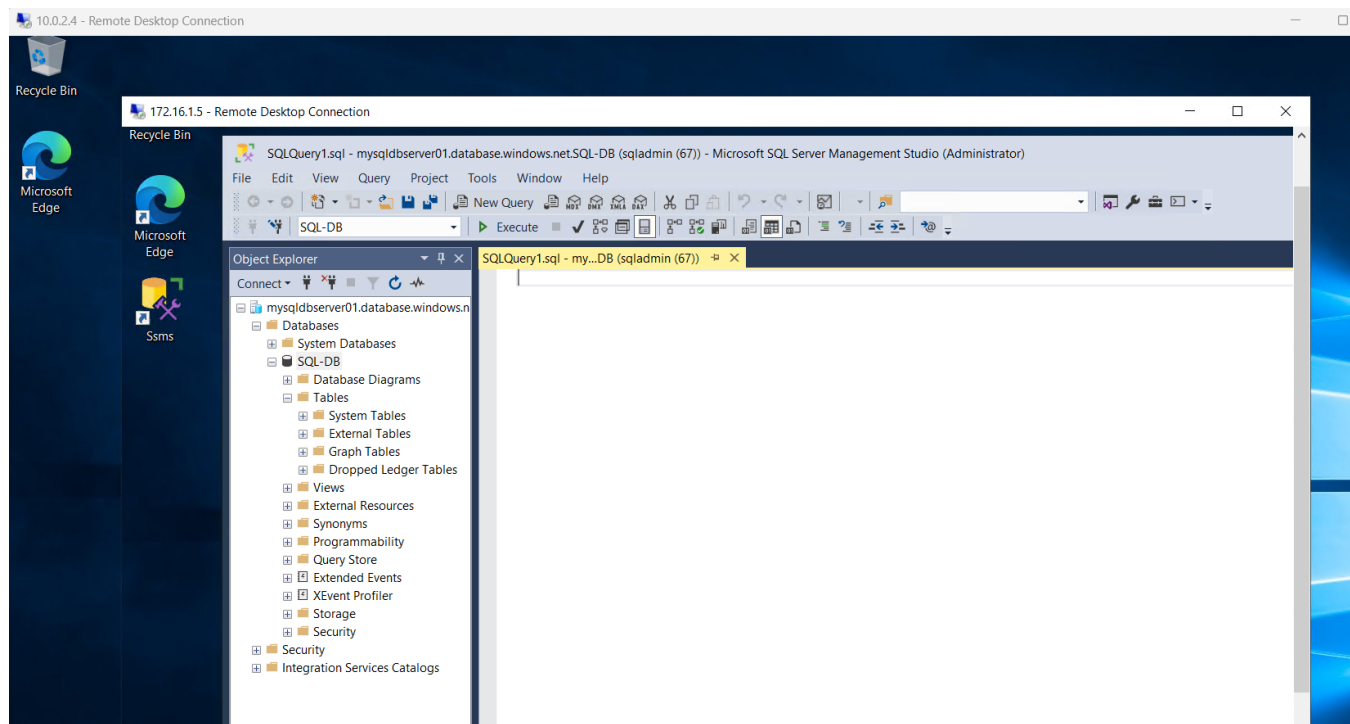 10.0.2.4 - Remote Desktop Connection
Recycle Bin
Microsoft
Edge
172.16.1.5 - Remote Desktop Connection
Recycle Bin
Microsoft
Edge
Ssms
SQLQuery1.sql - mysqldbserver01.database.windows.net.SQL-DB (sqladmin (67)) - Microsoft SQL Server Management Studio (Administrator)
File Edit View Query Project Tools Window Help
New Query MDX DMX XMLA DAX
SQL-DB Execute
Object Explorer
SQLQuery1.sql - my...DB (sqladmin (67))
Connect
mysqldbserver01.database.windows.n
Databases
System Databases
SQL-DB
Database Diagrams
Tables
System Tables
External Tables
Graph Tables
Dropped Ledger Tables
Views
External Resources
Synonyms
Programmability
Query Store
Extended Events
XEvent Profiler
Storage
Security
Security
Integration Services Catalogs